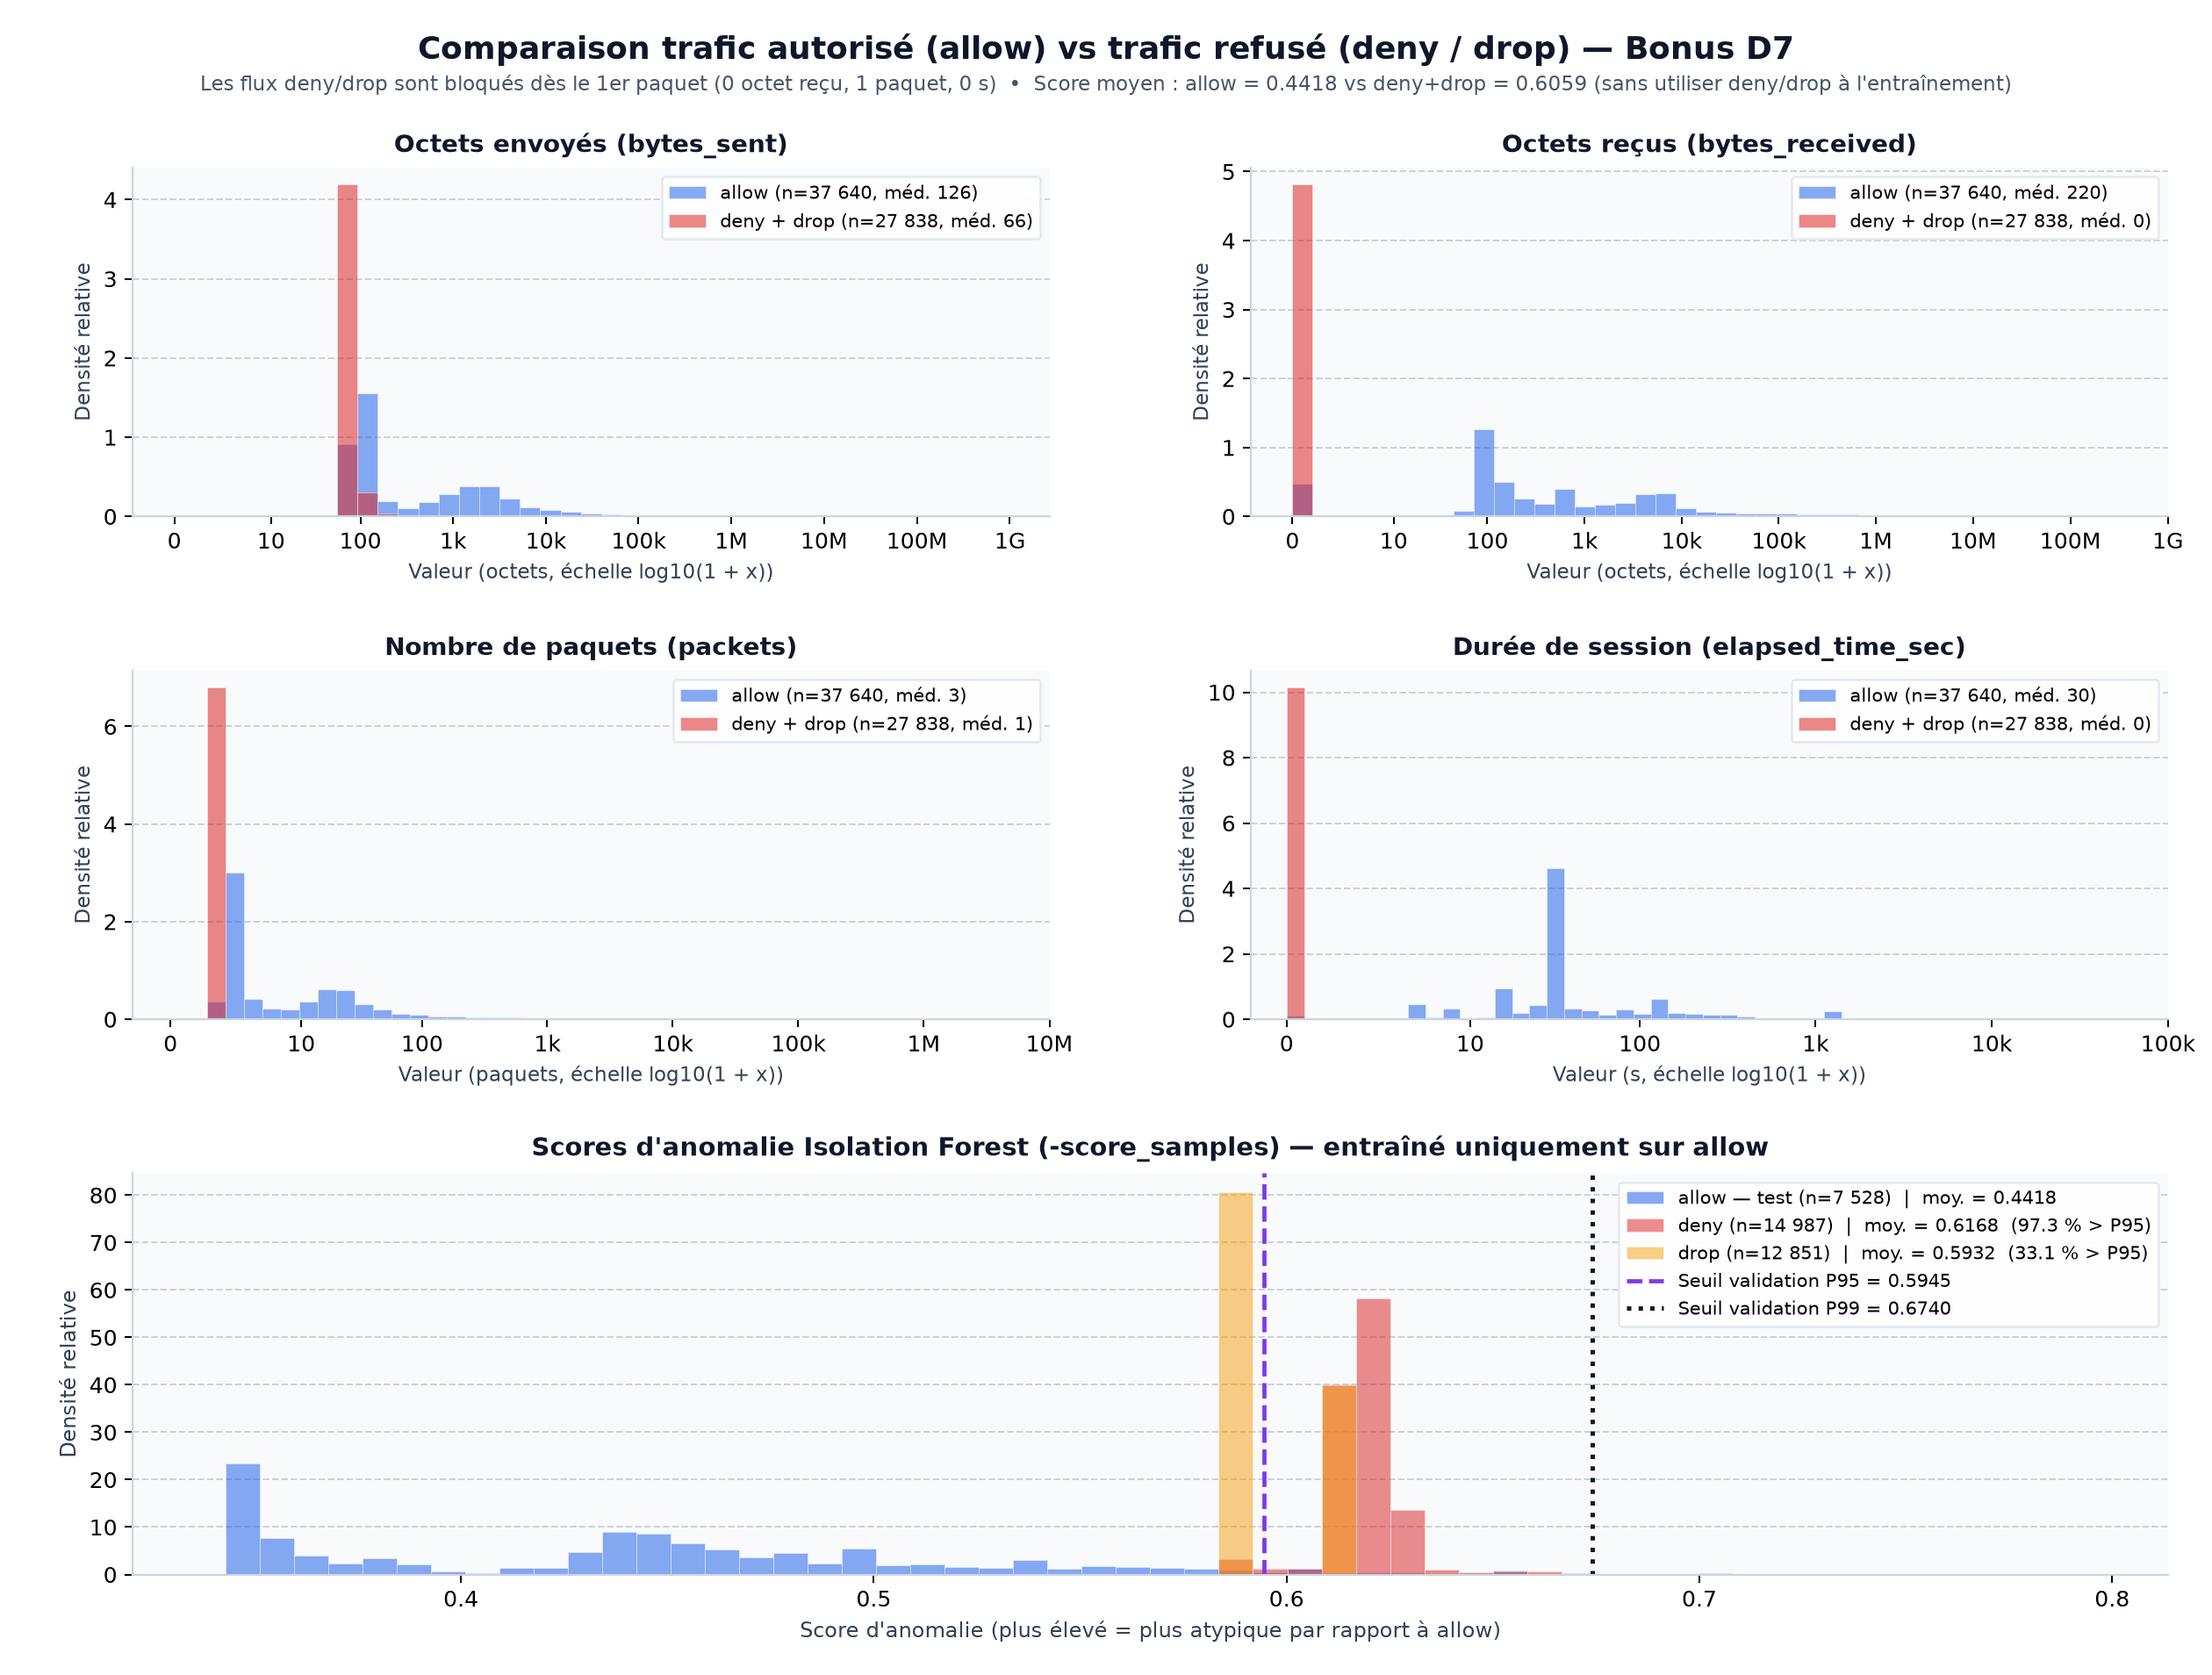 Comparaison trafic autorisé (allow) vs trafic refusé (deny / drop) — Bonus D7
Les flux deny/drop sont bloqués dès le 1er paquet (0 octet reçu, 1 paquet, 0 s)  •  Score moyen : allow = 0.4418 vs deny+drop = 0.6059 (sans utiliser deny/drop à l'entraînement)
Octets envoyés (bytes_sent)
allow (n=37 640, méd. 126)
deny + drop (n=27 838, méd. 66)
Densité relative
4
3
2
1
0
0 10 100 1k 10k 100k 1M 10M 100M 1G
Valeur (octets, échelle log10(1 + x))
Octets reçus (bytes_received)
allow (n=37 640, méd. 220)
deny + drop (n=27 838, méd. 0)
Densité relative
5
4
3
2
1
0
0 10 100 1k 10k 100k 1M 10M 100M 1G
Valeur (octets, échelle log10(1 + x))
Nombre de paquets (packets)
allow (n=37 640, méd. 3)
deny + drop (n=27 838, méd. 1)
Densité relative
6
4
2
0
0 10 100 1k 10k 100k 1M 10M
Valeur (paquets, échelle log10(1 + x))
Durée de session (elapsed_time_sec)
allow (n=37 640, méd. 30)
deny + drop (n=27 838, méd. 0)
Densité relative
10
8
6
4
2
0
0 10 100 1k 10k 100k
Valeur (s, échelle log10(1 + x))
Scores d'anomalie Isolation Forest (-score_samples) — entraîné uniquement sur allow
allow — test (n=7 528)  |  moy. = 0.4418
deny (n=14 987)  |  moy. = 0.6168  (97.3 % > P95)
drop (n=12 851)  |  moy. = 0.5932  (33.1 % > P95)
Seuil validation P95 = 0.5945
Seuil validation P99 = 0.6740
Densité relative
80
70
60
50
40
30
20
10
0
0.4 0.5 0.6 0.7 0.8
Score d'anomalie (plus élevé = plus atypique par rapport à allow)